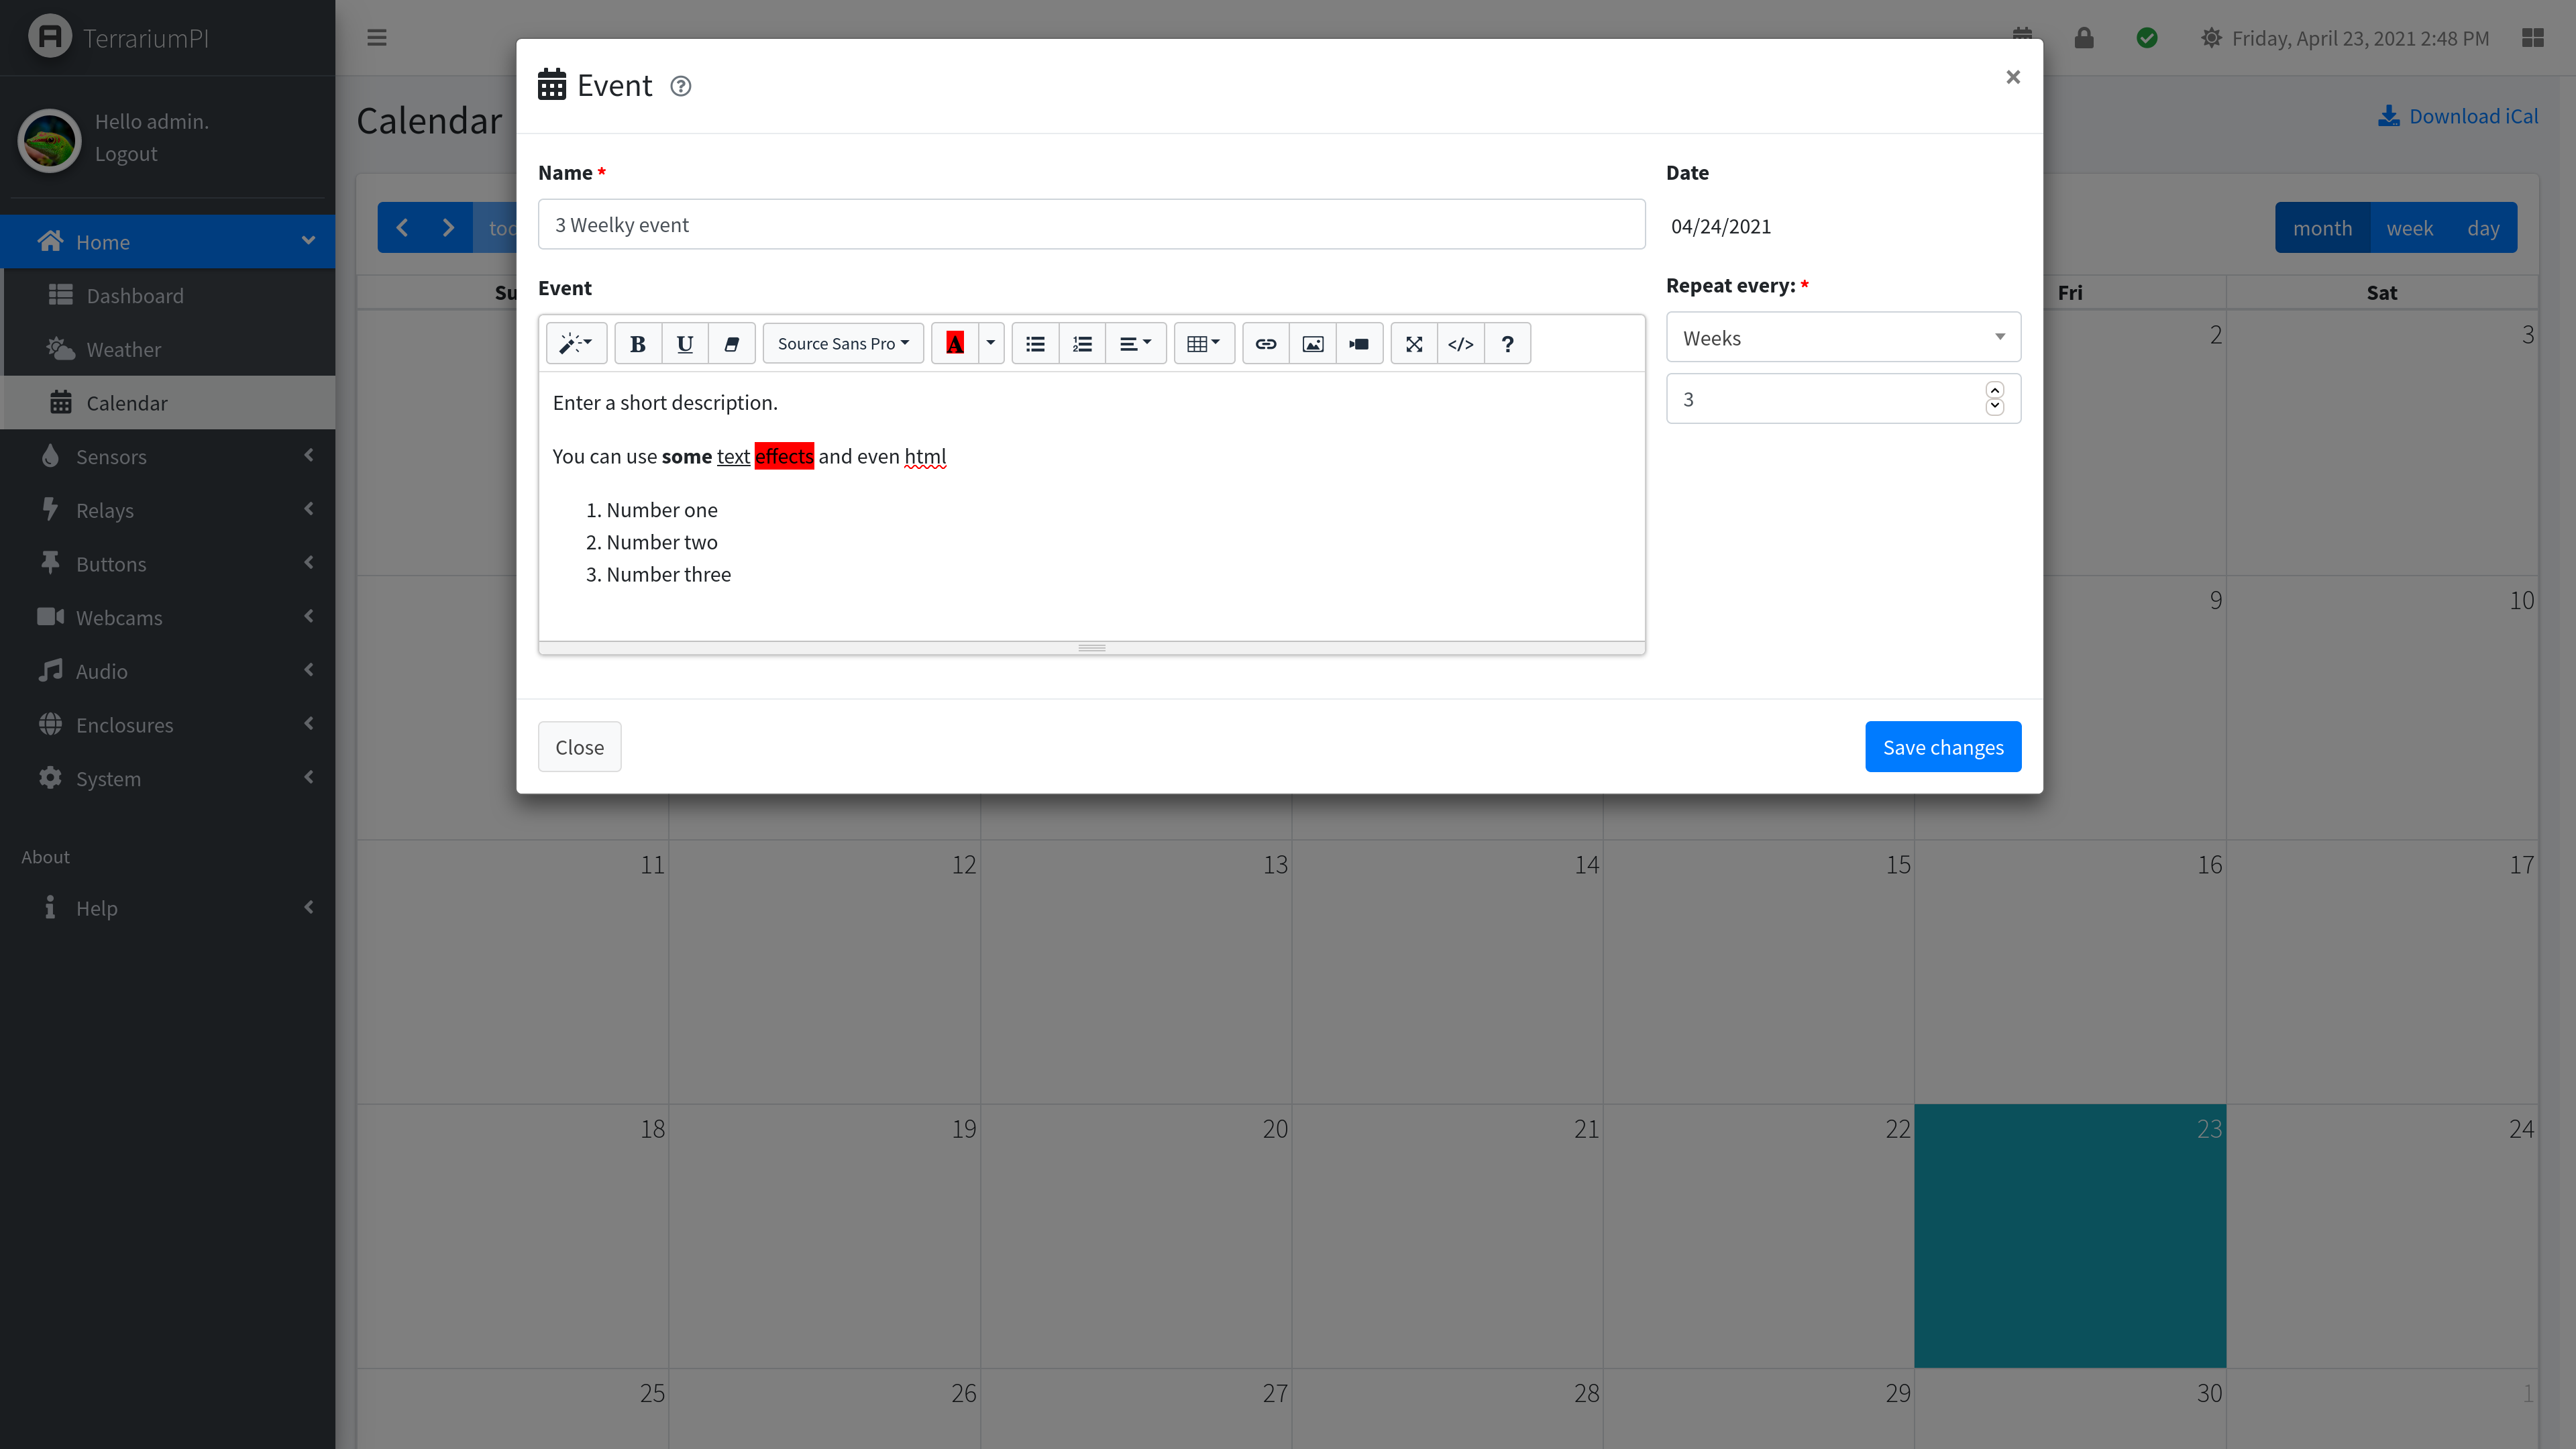 TerrariumPI
Friday, April 23, 2021 2:48 PM
Hello admin.
Logout
Home
Dashboard
Weather
Calendar
Sensors
Relays
Buttons
Webcams
Audio
Enclosures
System
About
Help
Calendar
Download iCal
month week day
Fri Sat
Event
Name *
3 Weelky event
Date
04/24/2021
Event
Repeat every: *
Weeks
3
B U Source Sans Pro A </> ?
Enter a short description.
You can use some text effects and even html
1. Number one
2. Number two
3. Number three
Close Save changes
2 3
9 10
11 12 13 14 15 16 17
18 19 20 21 22 23 24
25 26 27 28 29 30 1